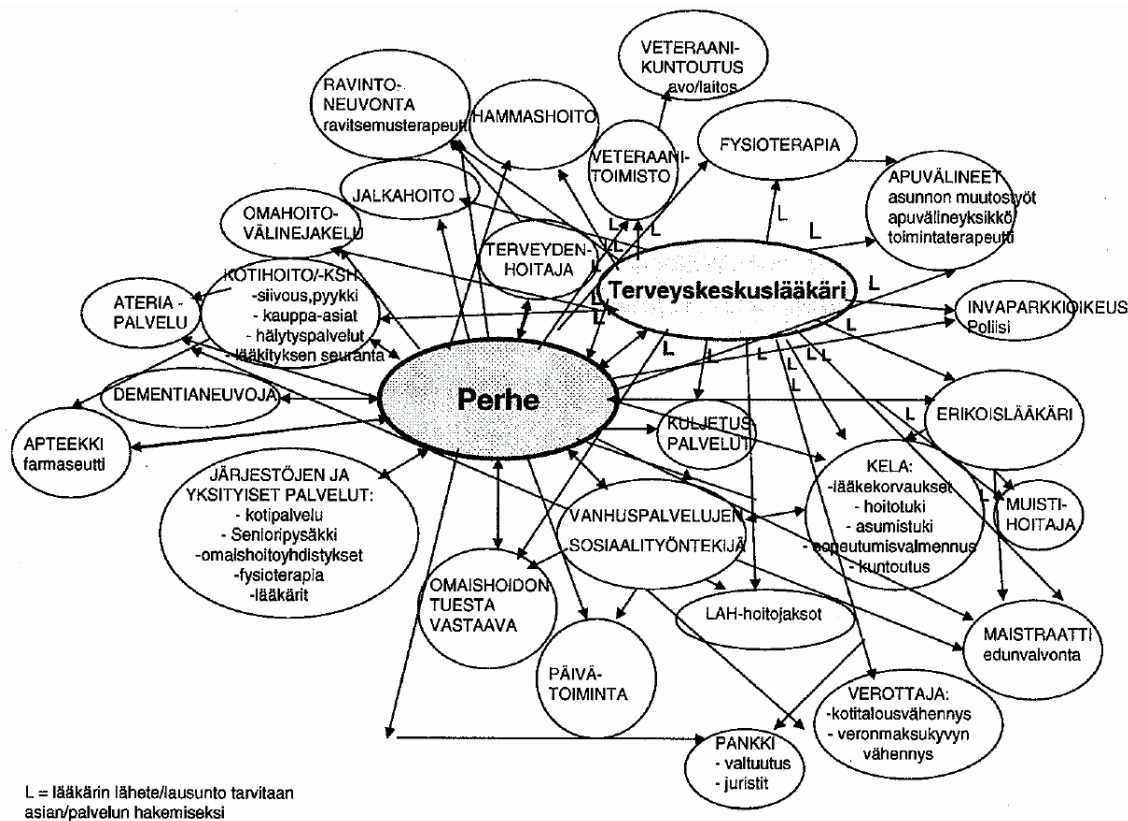 VETERAANI-
KUNTOUTUS
avo/laitos
RAVINTO-
NEUVONTA
ravitsemusterapeutti
HAMMASHOITO
VETERAANI-
TOIMISTO
FYSIOTERAPIA
APUVÄLINEET
asunnon muutostyöt
apuvälineyksikkö
toimintaterapeutti
JALKAHOITO
OMAHOITO-
VÄLINEJAKELU
TERVEYDEN-
HOITAJA
L
L
L
L
L
L
L
L
Terveyskeskuslääkäri
L
L
INVAPARKKIOIKEUS
Poliisi
KOTIHOITO/-KSH
-siivous,pyykki
- kauppa-asiat
- hälytyspalvelut
- lääkityksen seuranta
ATERIA -
PALVELU
L
L
L
L
L
L
L
L
L
Perhe
DEMENTIANEUVOJA
KULJETUS
PALVELUT
ERIKOISLÄÄKÄRI
L
APTEEKKI
farmaseutti
JÄRJESTÖJEN JA
YKSITYISET PALVELUT:
- kotipalvelu
- Senioripysäkki
-omaishoitoyhdistykset
-fysioterapia
-lääkärit
KELA:
-lääkekorvaukset
- hoitotuki
- asumistuki
- sopeutumisvalmennus
- kuntoutus
L
MUISTI-
HOITAJA
VANHUSPALVELUJEN
SOSIAALITYÖNTEKIJÄ
OMAISHOIDON
TUESTA
VASTAAVA
LAH-hoitojaksot
MAISTRAATTI
edunvalvonta
PÄIVÄ-
TOIMINTA
VEROTTAJA:
-kotitalousvähennys
- veronmaksukyvyn
vähennys
PANKKI
- valtuutus
- juristit
L = lääkärin lähete/lausunto tarvitaan
asian/palvelun hakemiseksi